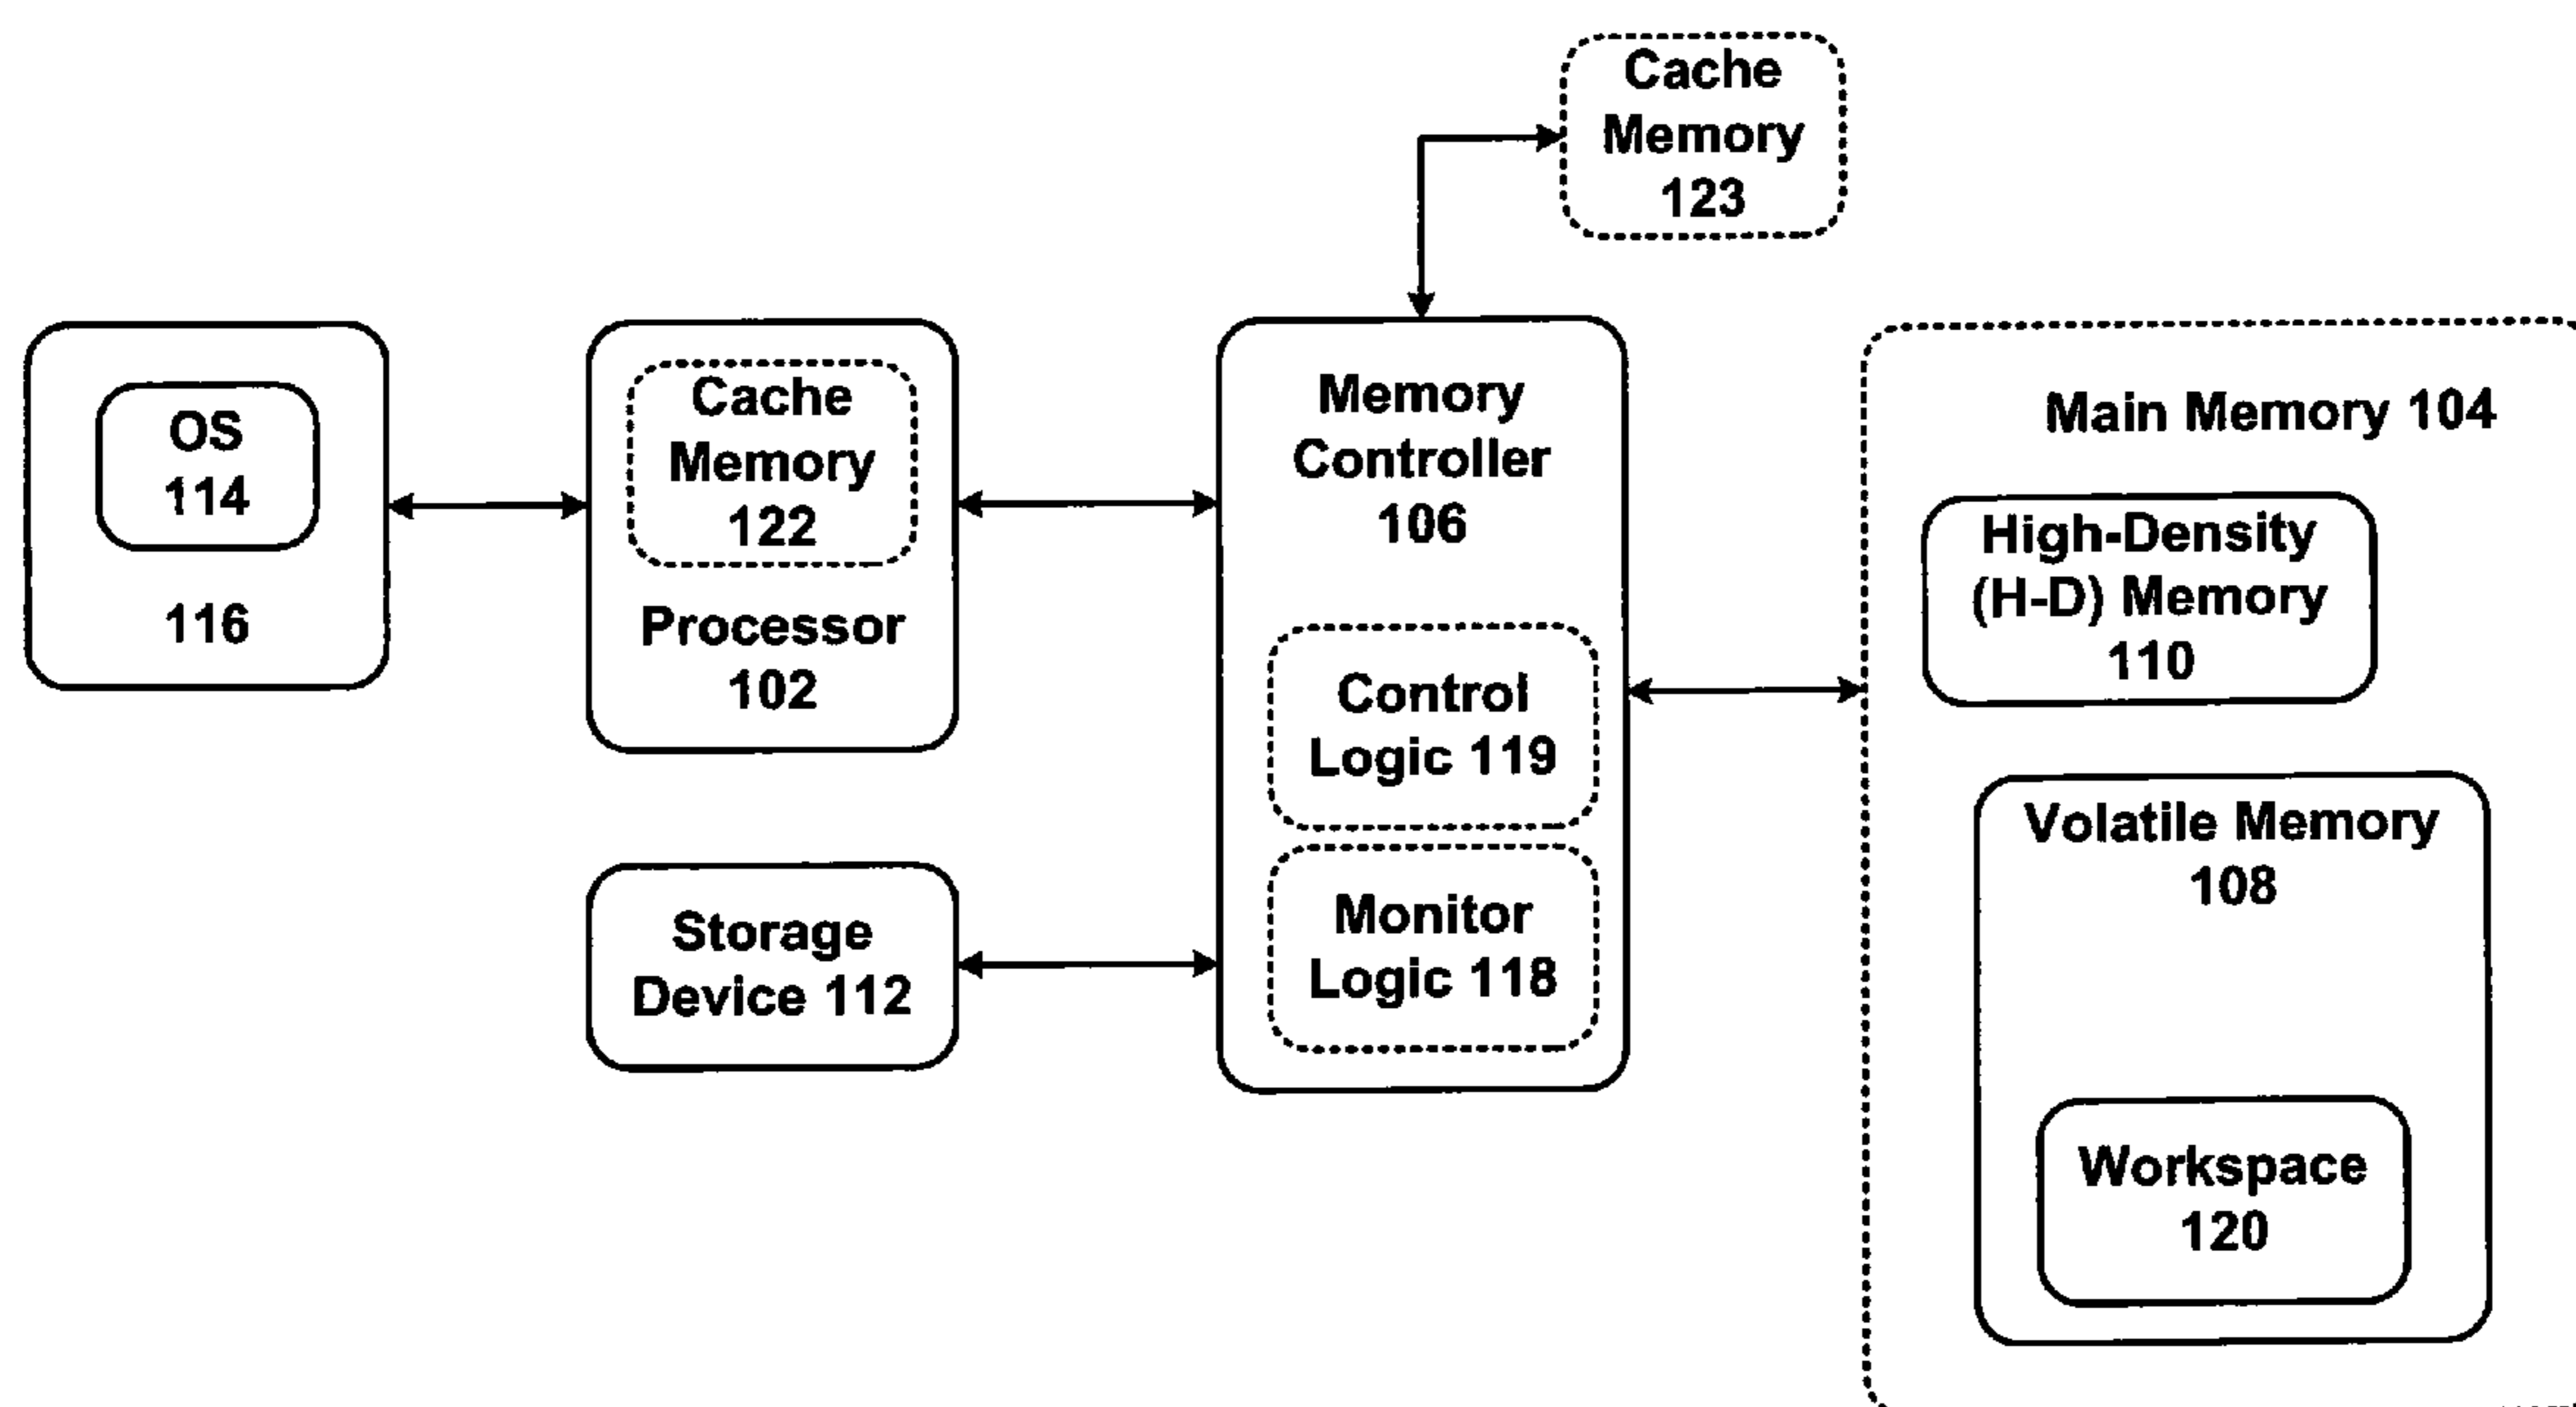 Cache
Memory
123
OS
114
116
Cache
Memory
122
Processor
102
Storage
Device 112
Memory
Controller
106
Control
Logic 119
Monitor
Logic 118
Main Memory 104
High-Density
(H-D) Memory
110
Volatile Memory
108
Workspace
120